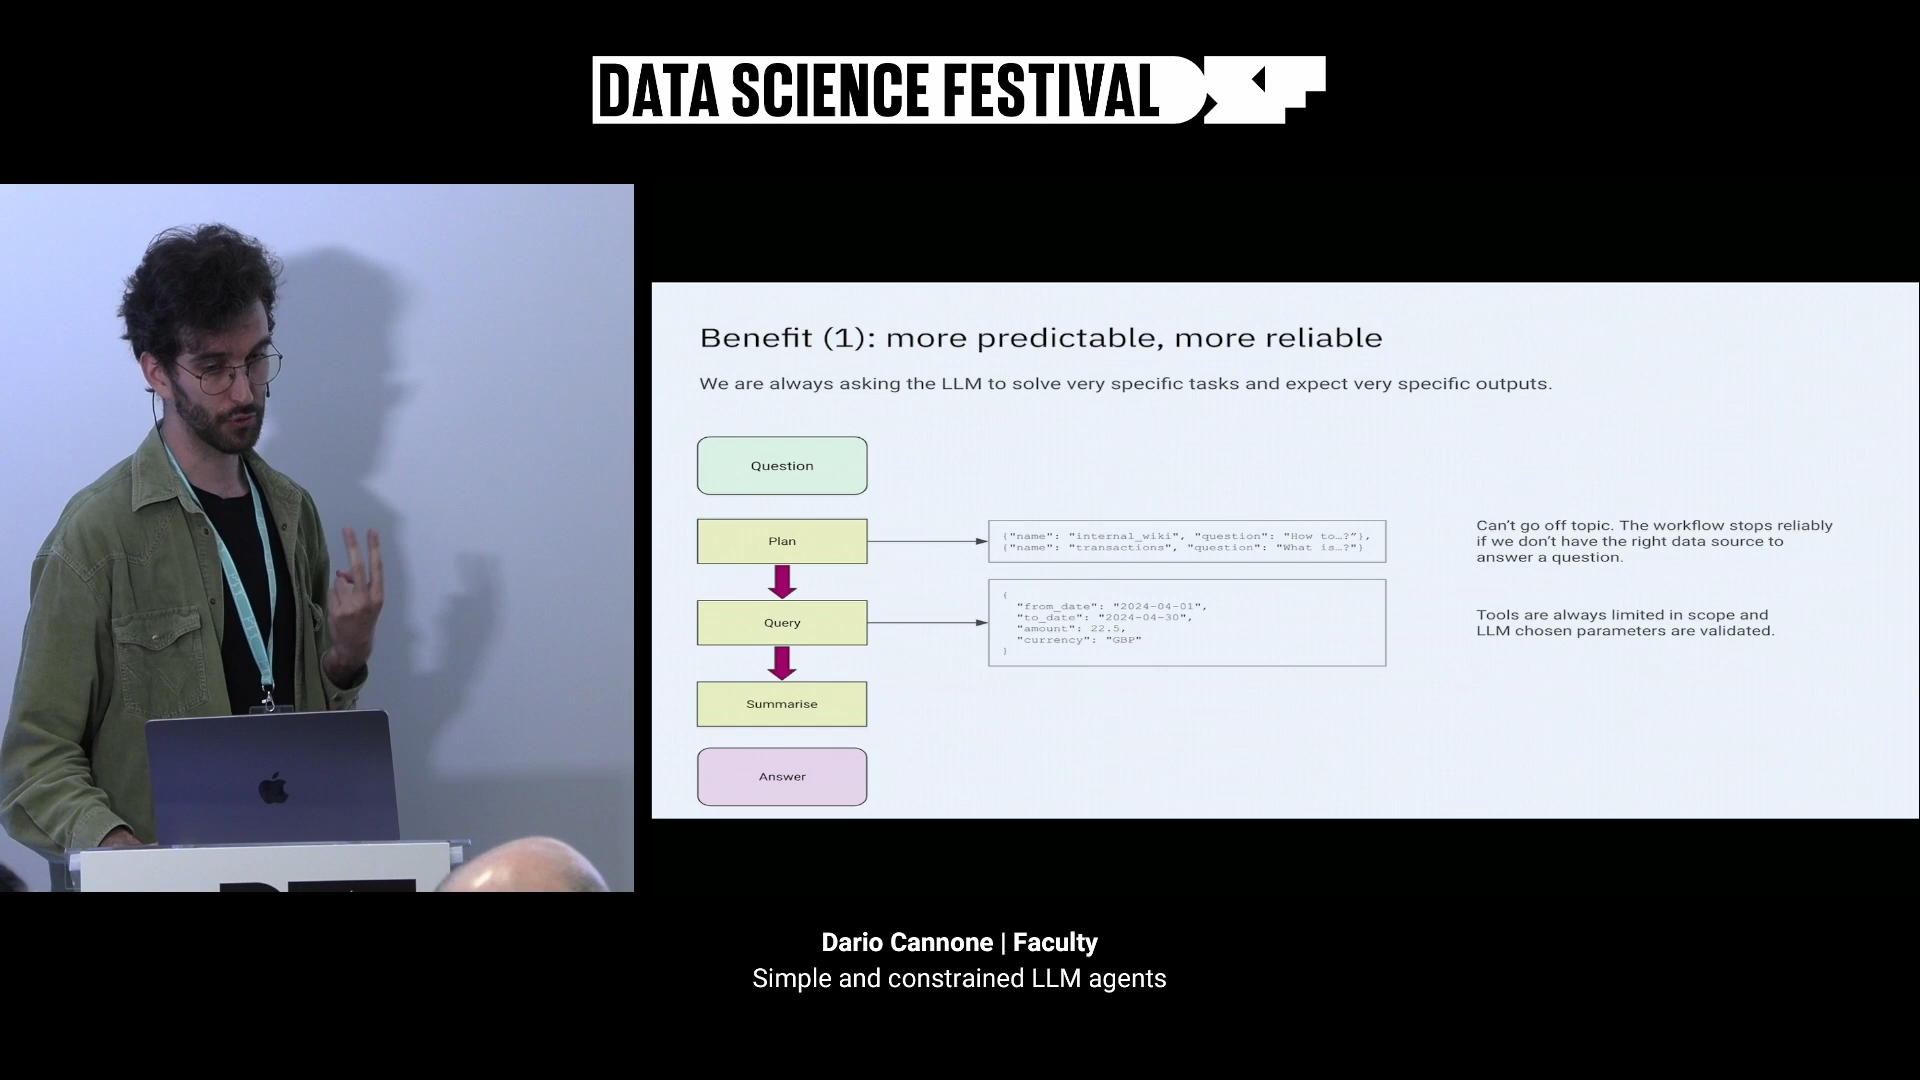 DATA SCIENCE FESTIVAL
Benefit (1): more predictable, more reliable
We are always asking the LLM to solve very specific tasks and expect very specific outputs.
Question
Plan
{"name": "internal_wiki", "question": "How to…?"},
{"name": "transactions", "question": "What is…?"}
Can't go off topic. The workflow stops reliably
if we don't have the right data source to
answer a question.
Query
{
"from_date": "2024-04-01",
"to_date": "2024-04-30",
"amount": 22.5,
"currency": "GBP"
}
Tools are always limited in scope and
LLM chosen parameters are validated.
Summarise
Answer
Dario Cannone | Faculty
Simple and constrained LLM agents